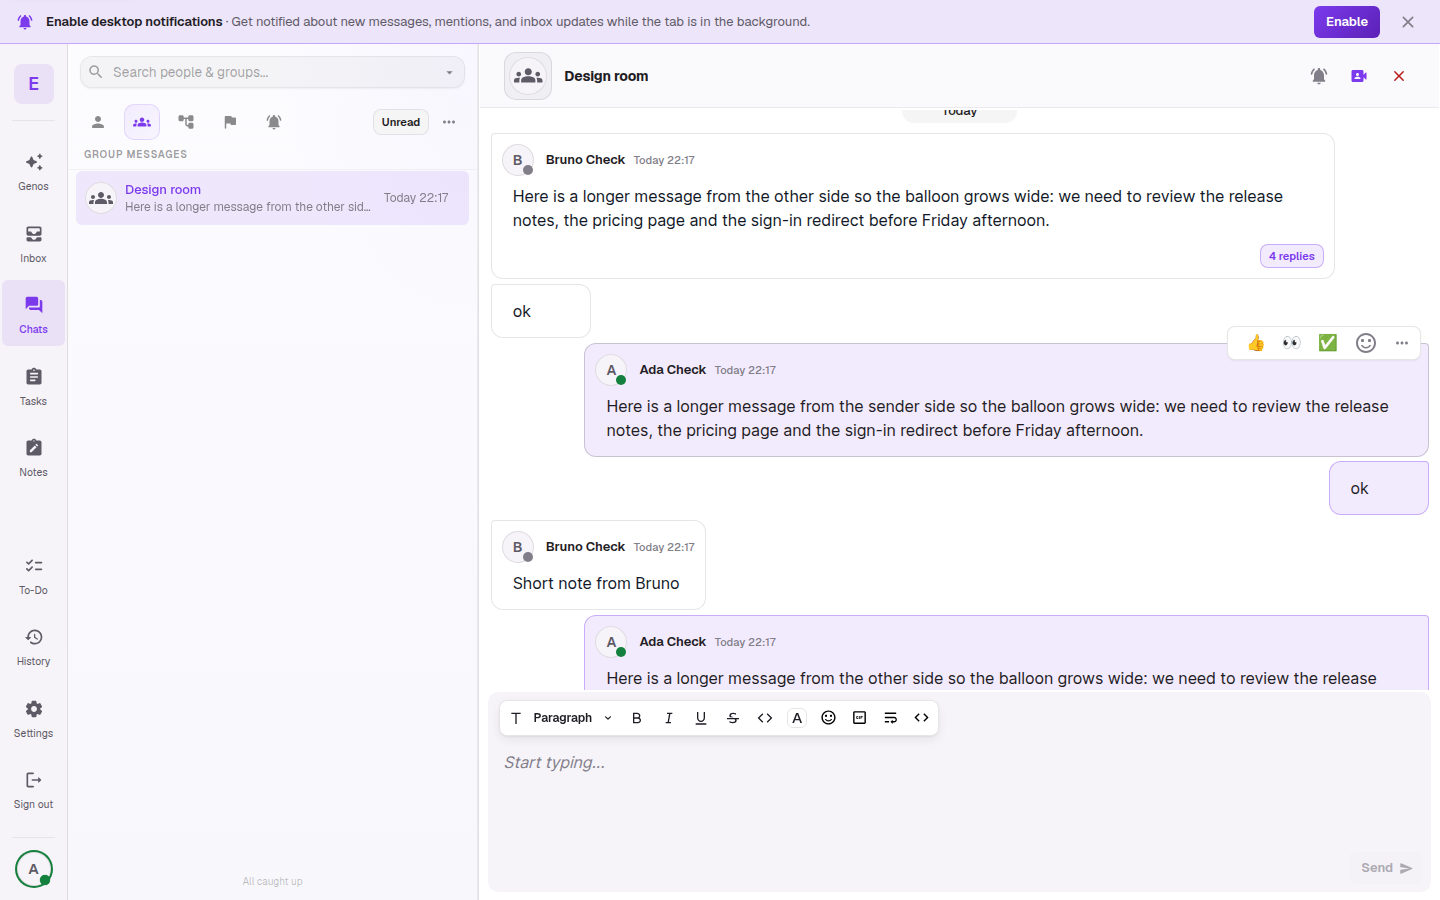 Enable desktop notifications · Get notified about new messages, mentions, and inbox updates while the tab is in the background.
Enable
E
Genos
Inbox
Chats
Tasks
Notes
To-Do
History
Settings
Sign out
A
Search people & groups...
Unread
GROUP MESSAGES
Design room
Here is a longer message from the other sid...
Today 22:17
All caught up
Design room
Today
B
Bruno Check Today 22:17
Here is a longer message from the other side so the balloon grows wide: we need to review the release
notes, the pricing page and the sign-in redirect before Friday afternoon.
4 replies
ok
A
Ada Check Today 22:17
Here is a longer message from the sender side so the balloon grows wide: we need to review the release
notes, the pricing page and the sign-in redirect before Friday afternoon.
ok
B
Bruno Check Today 22:17
Short note from Bruno
A
Ada Check Today 22:17
Here is a longer message from the other side so the balloon grows wide: we need to review the release
T Paragraph B I U S A GIF
Start typing...
Send